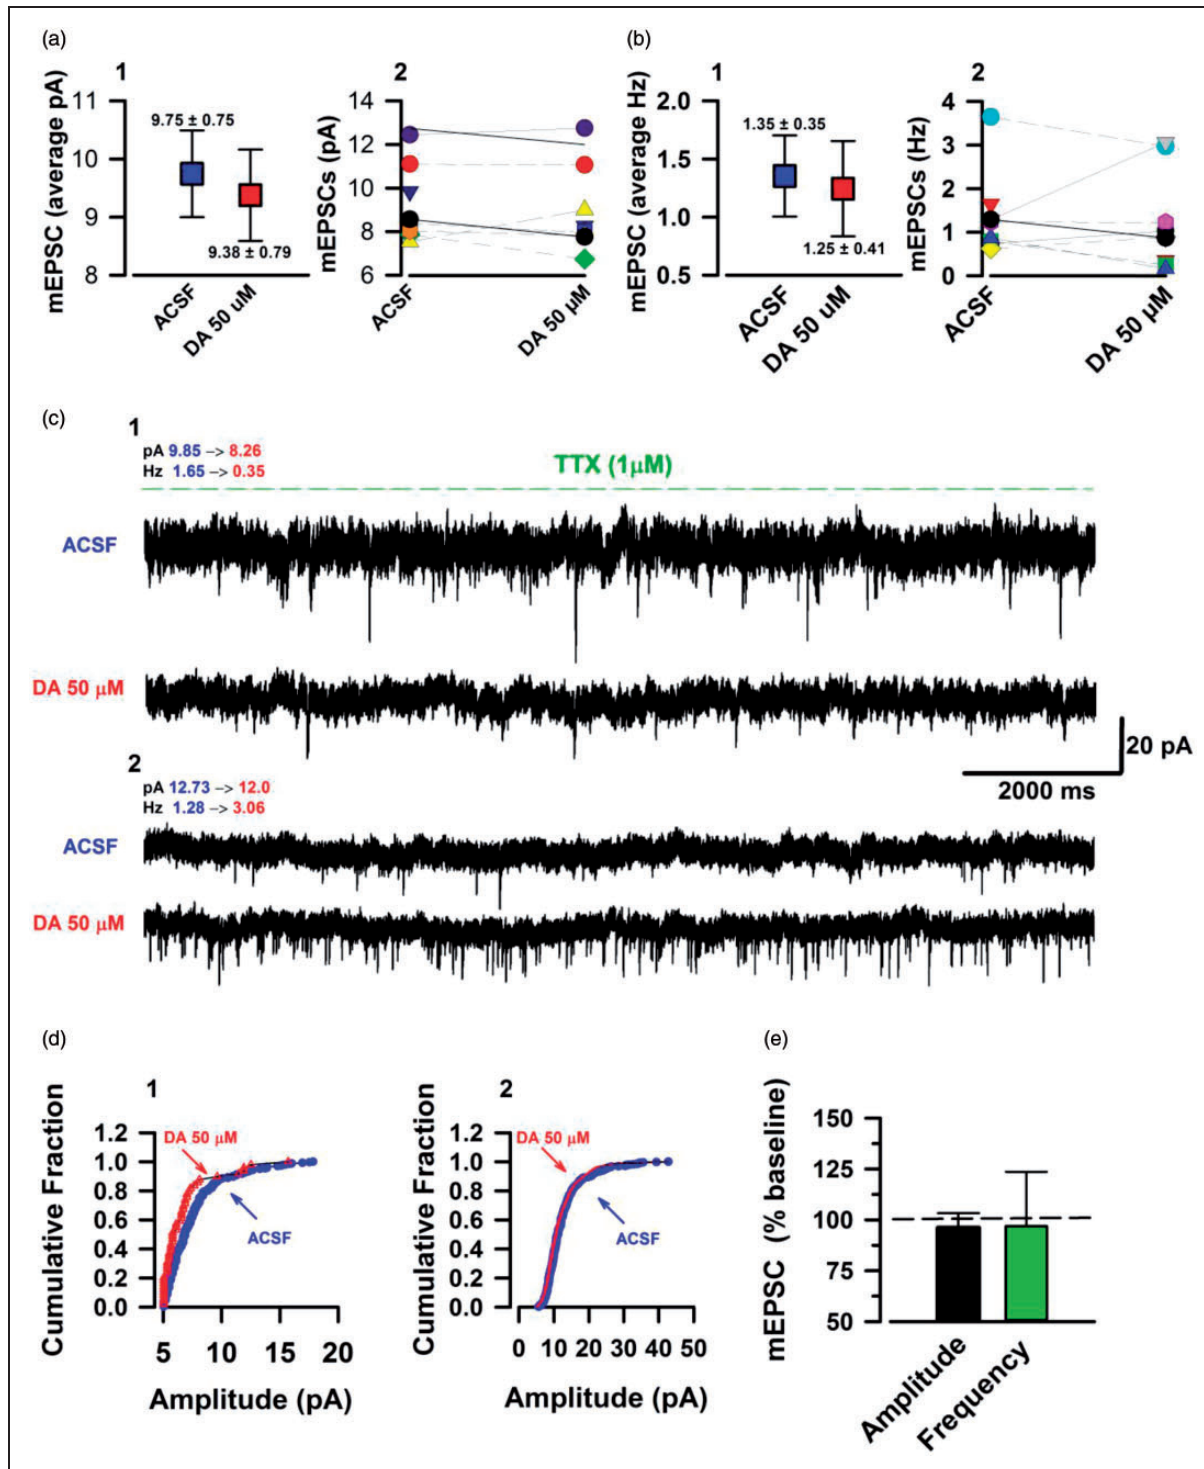 (a)
1
mEPSC (average pA)
11
10
9
8
9.75 ± 0.75
9.38 ± 0.79
ACSF
DA 50 uM
2
mEPSCs (pA)
14
12
10
8
6
ACSF
DA 50 µM
(b)
1
mEPSC (average Hz)
2.0
1.5
1.0
0.5
1.35 ± 0.35
1.25 ± 0.41
ACSF
DA 50 uM
2
mEPSCs (Hz)
4
3
2
1
0
ACSF
DA 50 µM
(c)
1
pA 9.85 –> 8.26
Hz 1.65 –> 0.35
TTX (1µM)
ACSF
DA 50 µM
20 pA
2000 ms
2
pA 12.73 –> 12.0
Hz 1.28 –> 3.06
ACSF
DA 50 µM
(d)
1
Cumulative Fraction
1.2
1.0
0.8
0.6
0.4
0.2
0.0
DA 50 µM
ACSF
5 10 15 20
Amplitude (pA)
2
Cumulative Fraction
1.2
1.0
0.8
0.6
0.4
0.2
0.0
DA 50 µM
ACSF
0 10 20 30 40 50
Amplitude (pA)
(e)
mEPSC (% baseline)
150
125
100
75
50
Amplitude
Frequency